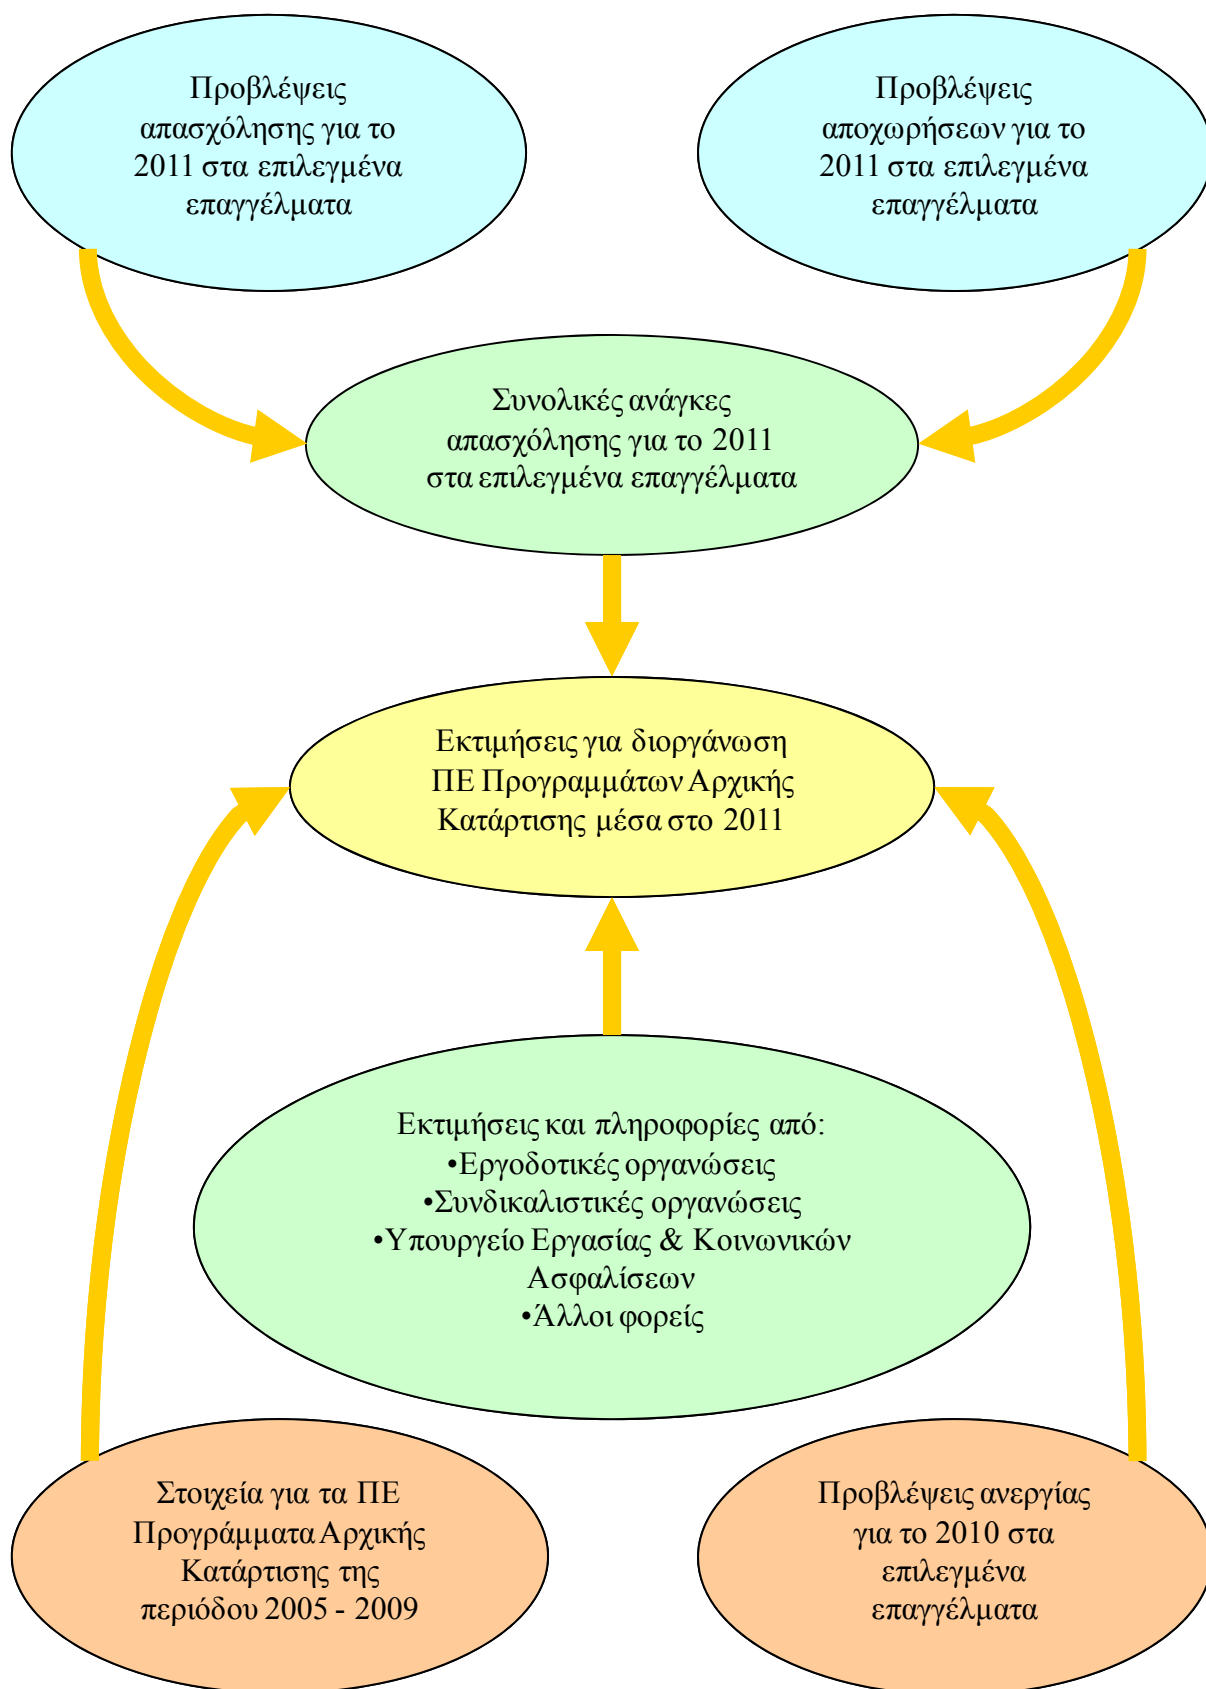 Προβλέψεις
απασχόλησης για το
2011 στα επιλεγμένα
επαγγέλματα
Προβλέψεις
αποχωρήσεων για το
2011 στα επιλεγμένα
επαγγέλματα
Συνολικές ανάγκες
απασχόλησης για το 2011
στα επιλεγμένα επαγγέλματα
Εκτιμήσεις για διοργάνωση
ΠΕ Προγραμμάτων Αρχικής
Κατάρτισης μέσα στο 2011
Εκτιμήσεις και πληροφορίες από:
•Εργοδοτικές οργανώσεις
•Συνδικαλιστικές οργανώσεις
•Υπουργείο Εργασίας & Κοινωνικών
Ασφαλίσεων
•Άλλοι φορείς
Στοιχεία για τα ΠΕ
Προγράμματα Αρχικής
Κατάρτισης της
περιόδου 2005 - 2009
Προβλέψεις ανεργίας
για το 2010 στα
επιλεγμένα
επαγγέλματα